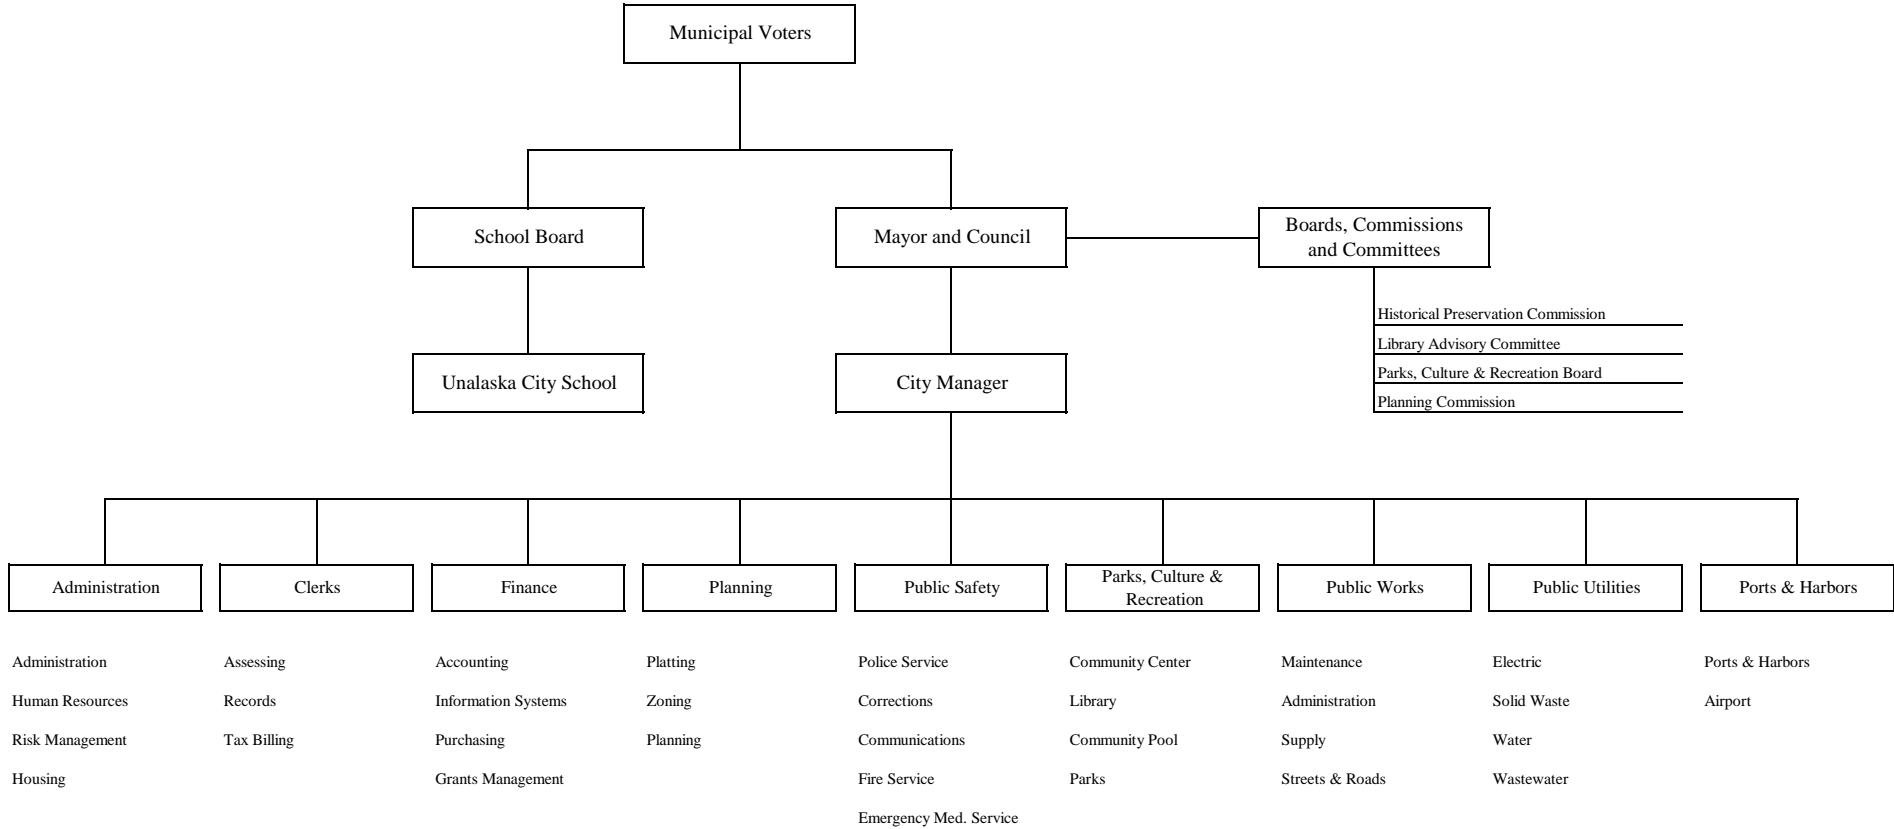 Municipal Voters
School Board
Mayor and Council
Boards, Commissions
and Committees
Historical Preservation Commission
Library Advisory Committee
Parks, Culture & Recreation Board
Planning Commission
Unalaska City School
City Manager
Administration
Clerks
Finance
Planning
Public Safety
Parks, Culture &
Recreation
Public Works
Public Utilities
Ports & Harbors
Administration
Human Resources
Risk Management
Housing
Assessing
Records
Tax Billing
Accounting
Information Systems
Purchasing
Grants Management
Platting
Zoning
Planning
Police Service
Corrections
Communications
Fire Service
Emergency Med. Service
Community Center
Library
Community Pool
Parks
Maintenance
Administration
Supply
Streets & Roads
Electric
Solid Waste
Water
Wastewater
Ports & Harbors
Airport